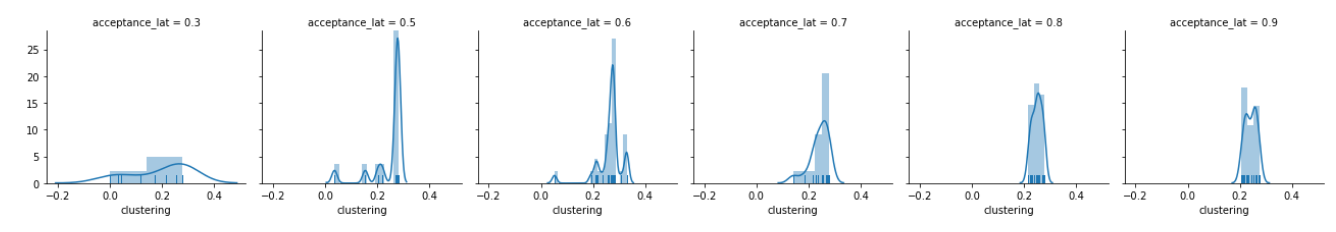 acceptance_lat = 0.3
acceptance_lat = 0.5
acceptance_lat = 0.6
acceptance_lat = 0.7
acceptance_lat = 0.8
acceptance_lat = 0.9
25
20
15
10
5
0
−0.2 0.0 0.2 0.4
−0.2 0.0 0.2 0.4
−0.2 0.0 0.2 0.4
−0.2 0.0 0.2 0.4
−0.2 0.0 0.2 0.4
−0.2 0.0 0.2 0.4
clustering
clustering
clustering
clustering
clustering
clustering